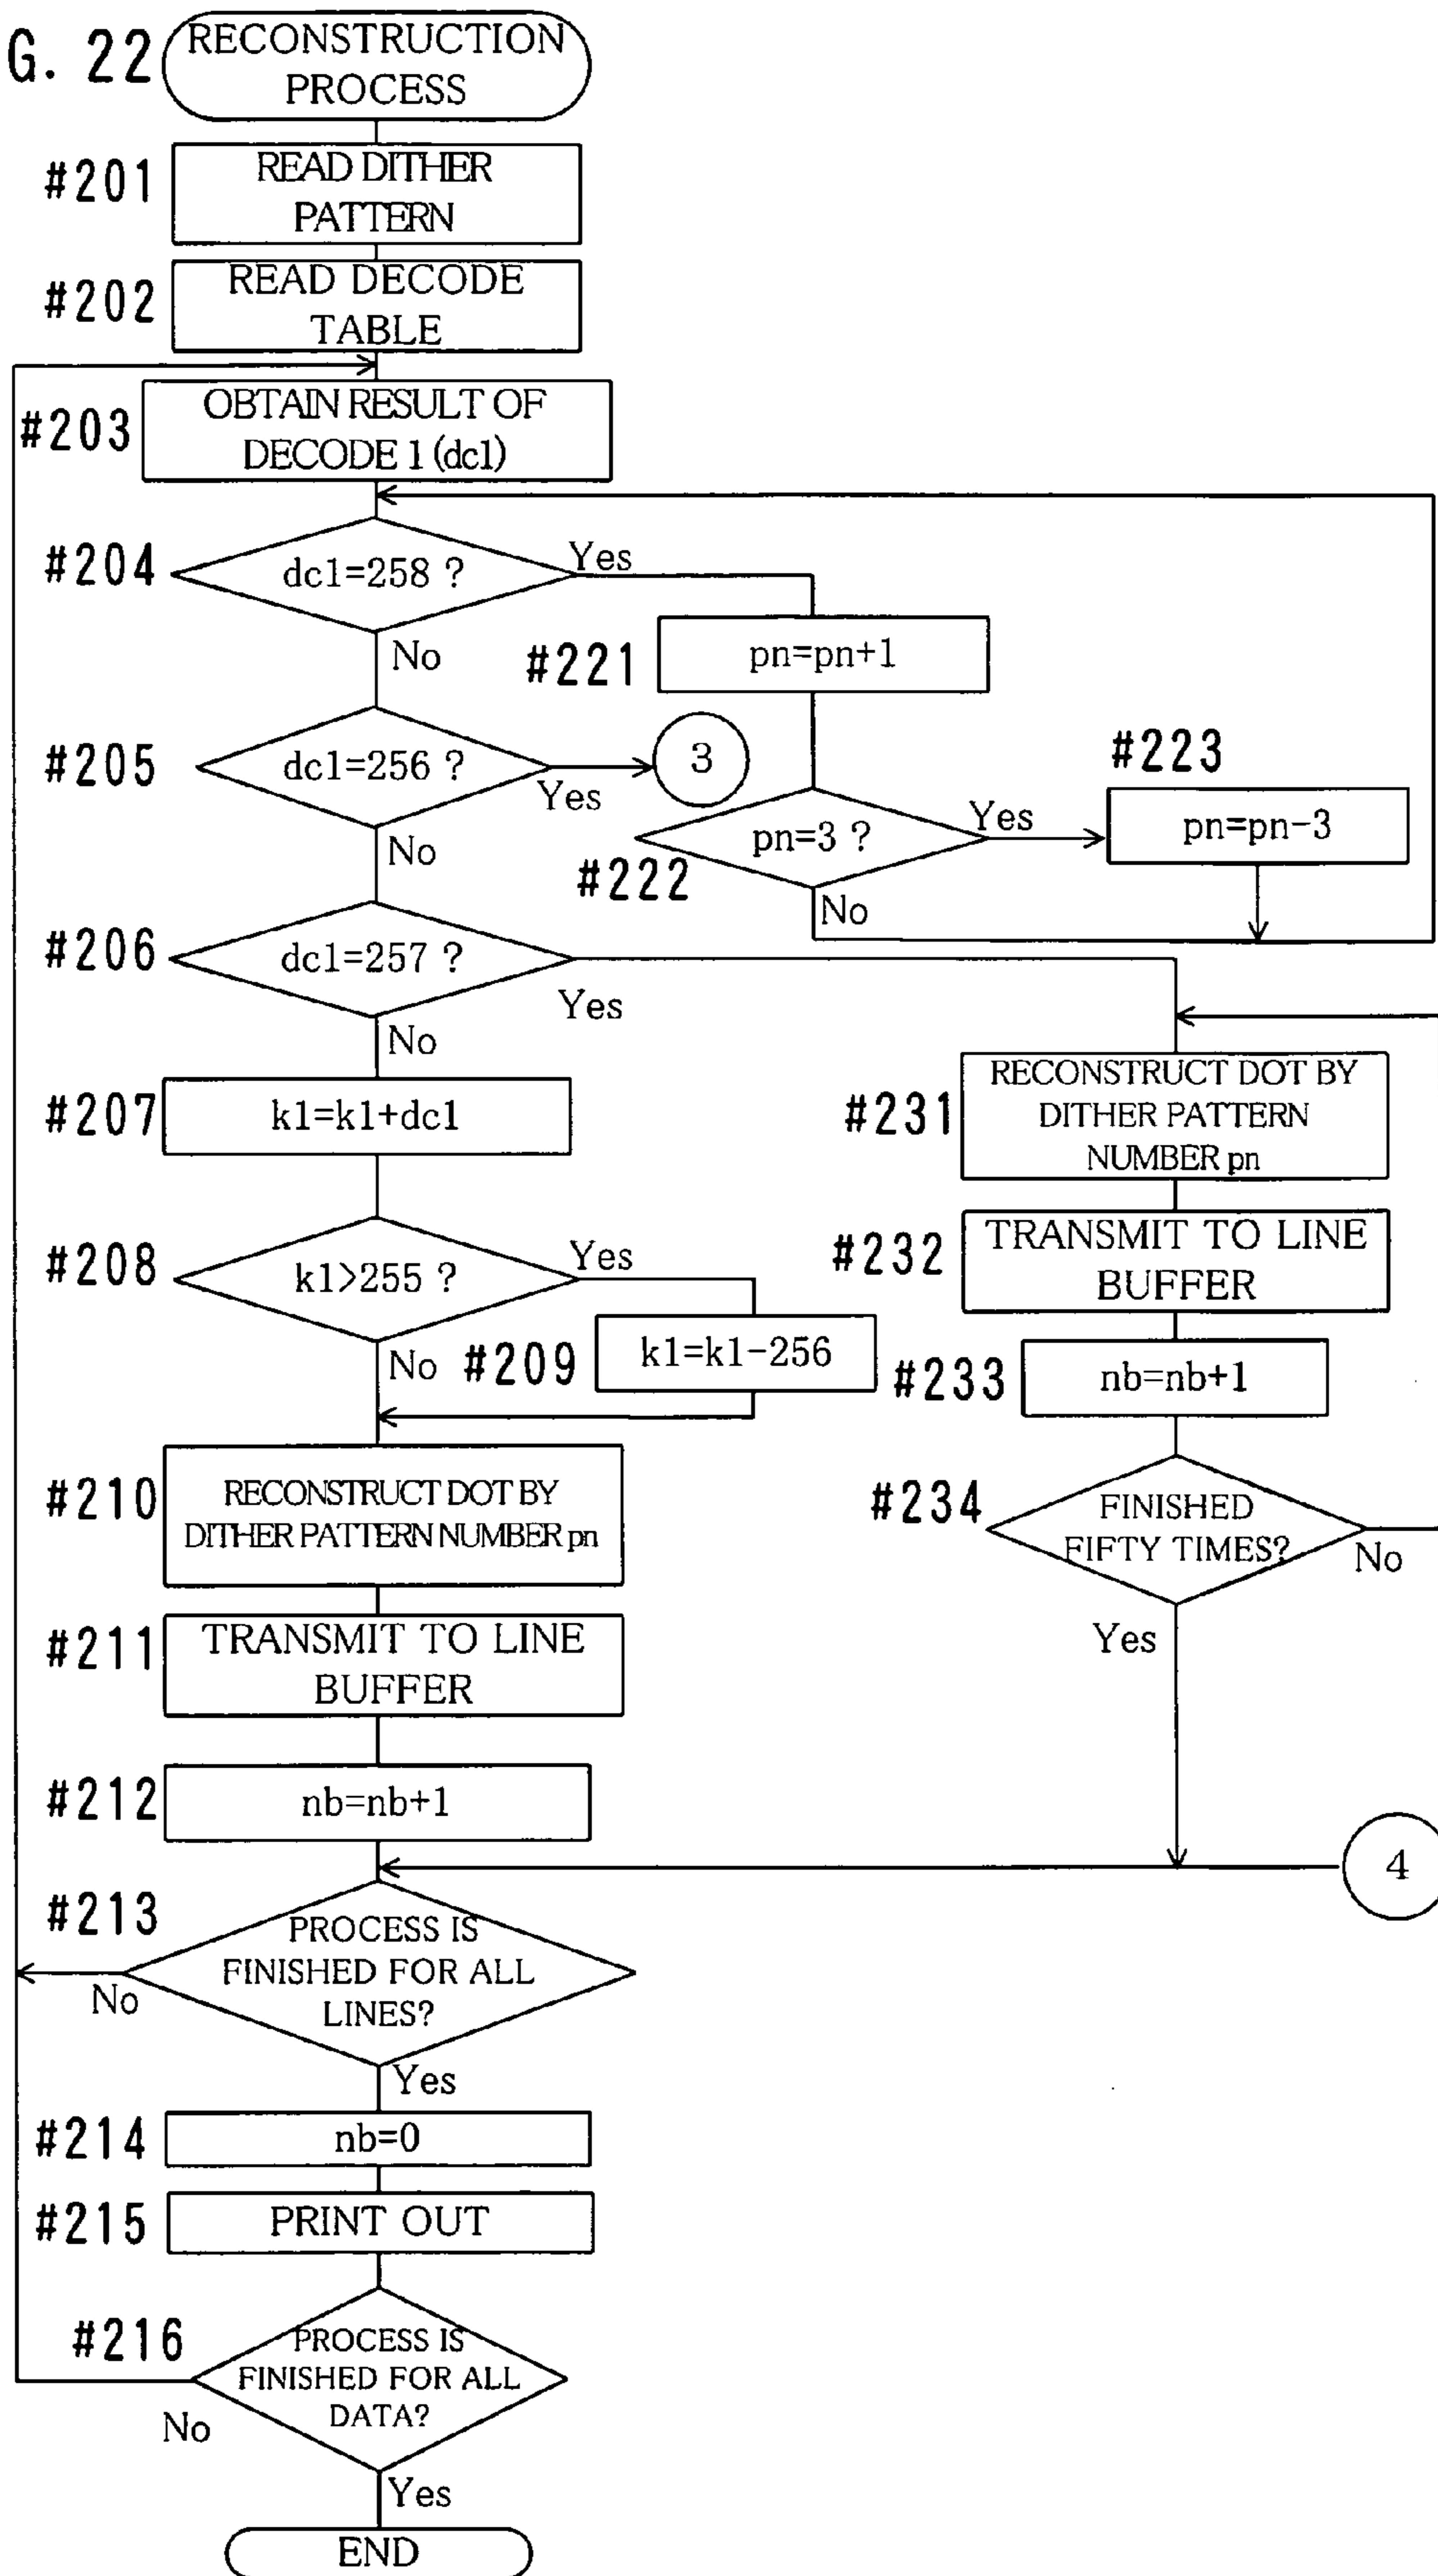 G. 22
RECONSTRUCTION
PROCESS
#201
READ DITHER
PATTERN
#202
READ DECODE
TABLE
#203
OBTAIN RESULT OF
DECODE 1 (dc1)
#204
dc1=258 ?
Yes
No
#221
pn=pn+1
#205
dc1=256 ?
Yes
3
No
#222
pn=3 ?
Yes
No
#223
pn=pn-3
#206
dc1=257 ?
Yes
No
#207
k1=k1+dc1
#231
RECONSTRUCT DOT BY
DITHER PATTERN
NUMBER pn
#208
k1>255 ?
Yes
No
#209
k1=k1-256
#232
TRANSMIT TO LINE
BUFFER
#233
nb=nb+1
#210
RECONSTRUCT DOT BY
DITHER PATTERN NUMBER pn
#234
FINISHED
FIFTY TIMES?
No
Yes
#211
TRANSMIT TO LINE
BUFFER
#212
nb=nb+1
4
#213
PROCESS IS
FINISHED FOR ALL
LINES?
No
Yes
#214
nb=0
#215
PRINT OUT
#216
PROCESS IS
FINISHED FOR ALL
DATA?
No
Yes
END